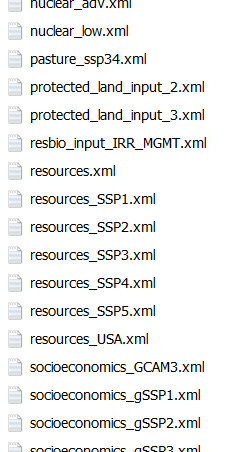 nuclear_adv.xml
nuclear_low.xml
pasture_ssp34.xml
protected_land_input_2.xml
protected_land_input_3.xml
resbio_input_IRR_MGMT.xml
resources.xml
resources_SSP1.xml
resources_SSP2.xml
resources_SSP3.xml
resources_SSP4.xml
resources_SSP5.xml
resources_USA.xml
socioeconomics_GCAM3.xml
socioeconomics_gSSP1.xml
socioeconomics_gSSP2.xml
socioeconomics_gSSP3.xml